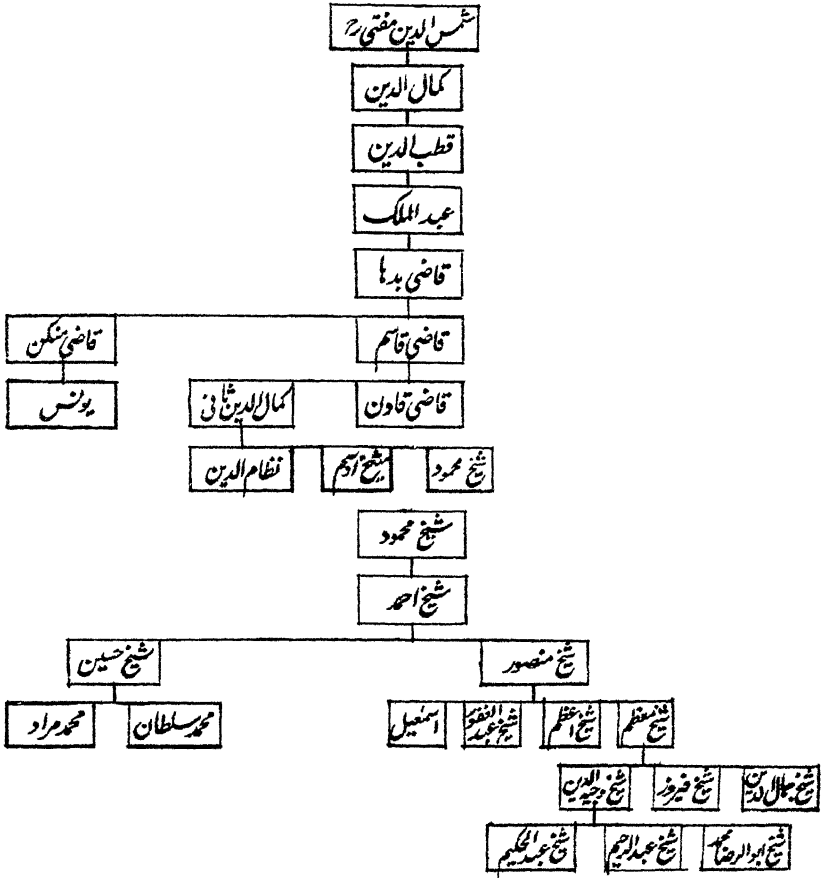 شمس الدین مفتی رح
کمال الدین
قطب الدین
عبد الملک
قاضی بدہا
قاضی قاسم
قاضی منکن
قاضی قاون
کمال الدین ثانی
یونس
شیخ محمود
شیخ آدم
نظام الدین
شیخ محمود
شیخ احمد
شیخ منصور
شیخ حسین
شیخ معظم
شیخ اعظم
شیخ عبد الغفور
اسمٰعیل
محمد سلطان
محمد مراد
شیخ جمال الدین
شیخ فیروز
شیخ وجیہ الدین
شیخ ابو الرضا محمد
شیخ عبد الرحیم
شیخ عبد الحکیم